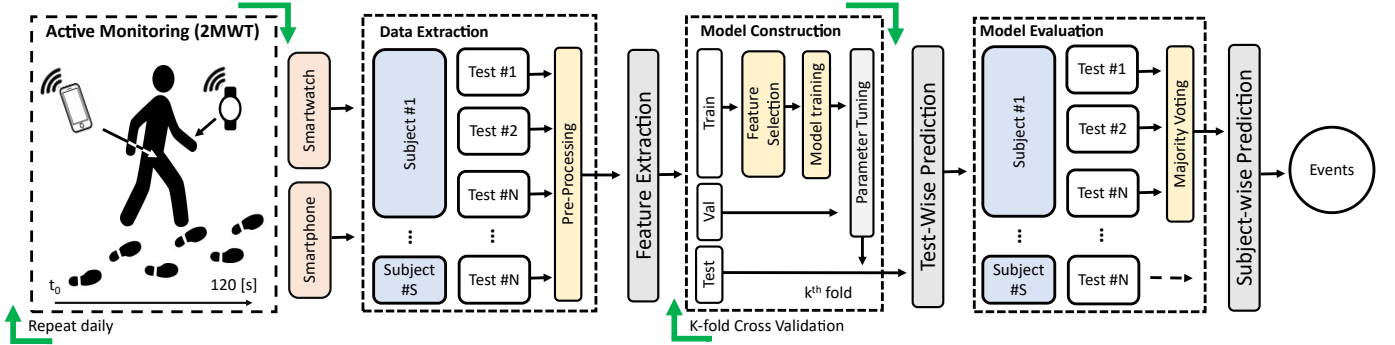 Active Monitoring (2MWT)
t0
120 [s]
Repeat daily
Smartwatch
Smartphone
Data Extraction
Subject #1
Test #1
Test #2
Test #N
...
...
Subject
#S
Test #N
Pre-Processing
Feature Extraction
Model Construction
Train
Feature
Selection
Model training
Parameter Tuning
Val
Test
kth fold
K-fold Cross Validation
Test-Wise Prediction
Model Evaluation
Subject #1
Test #1
Test #2
Test #N
...
...
Subject
#S
Test #N
Majority Voting
Subject-wise Prediction
Events